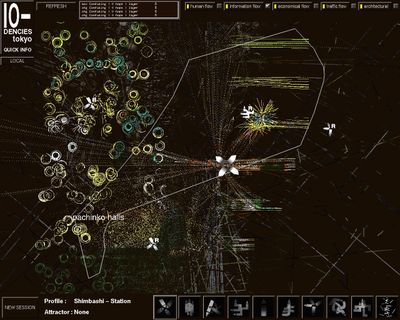 IO-
DENCIES
tokyo
QUICK INFO
LOCAL
REFRESH
human flow
information flow
economical flow
traffic flow
architectural
pachinko halls
R
R
R
NEW SESSION
Profile : Shimbashi – Station
Attractor : None